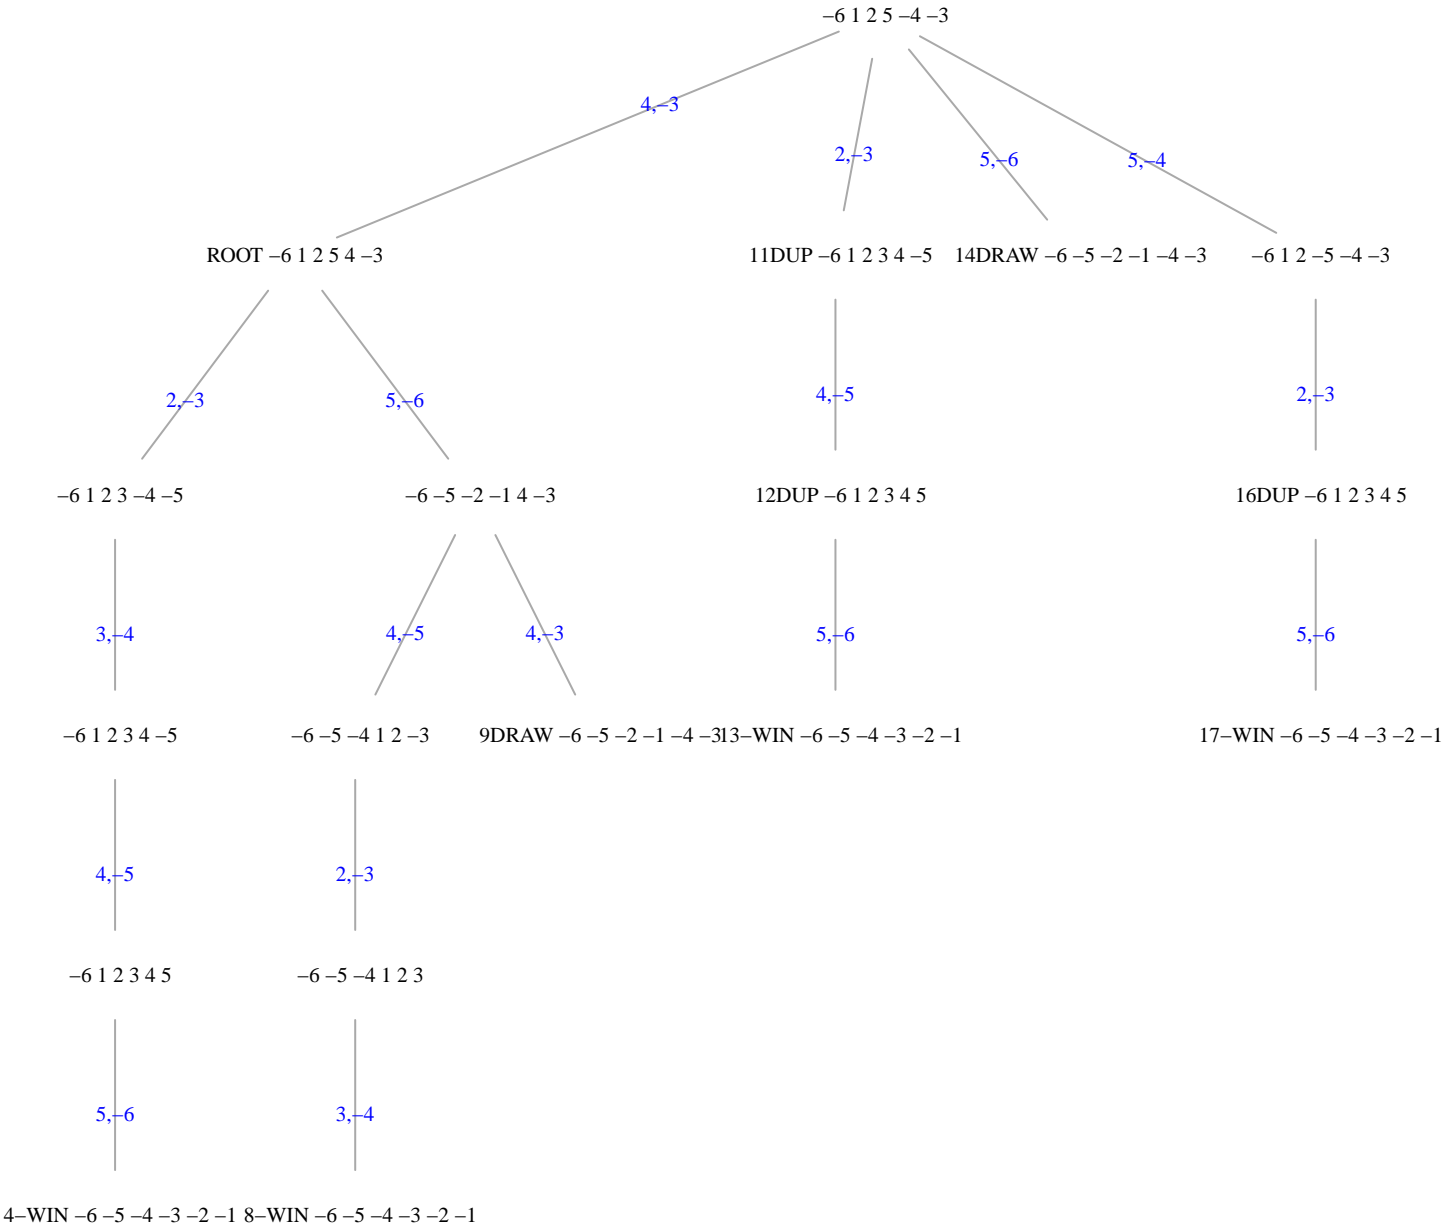 –6 1 2 5 –4 –3
4,–3
2,–3
5,–6
5,–4
ROOT –6 1 2 5 4 –3
11DUP –6 1 2 3 4 –5
14DRAW –6 –5 –2 –1 –4 –3
–6 1 2 –5 –4 –3
2,–3
5,–6
4,–5
2,–3
–6 1 2 3 –4 –5
–6 –5 –2 –1 4 –3
12DUP –6 1 2 3 4 5
16DUP –6 1 2 3 4 5
3,–4
4,–5
4,–3
5,–6
5,–6
–6 1 2 3 4 –5
–6 –5 –4 1 2 –3
9DRAW –6 –5 –2 –1 –4 –3
13–WIN –6 –5 –4 –3 –2 –1
17–WIN –6 –5 –4 –3 –2 –1
4,–5
2,–3
–6 1 2 3 4 5
–6 –5 –4 1 2 3
5,–6
3,–4
4–WIN –6 –5 –4 –3 –2 –1
8–WIN –6 –5 –4 –3 –2 –1